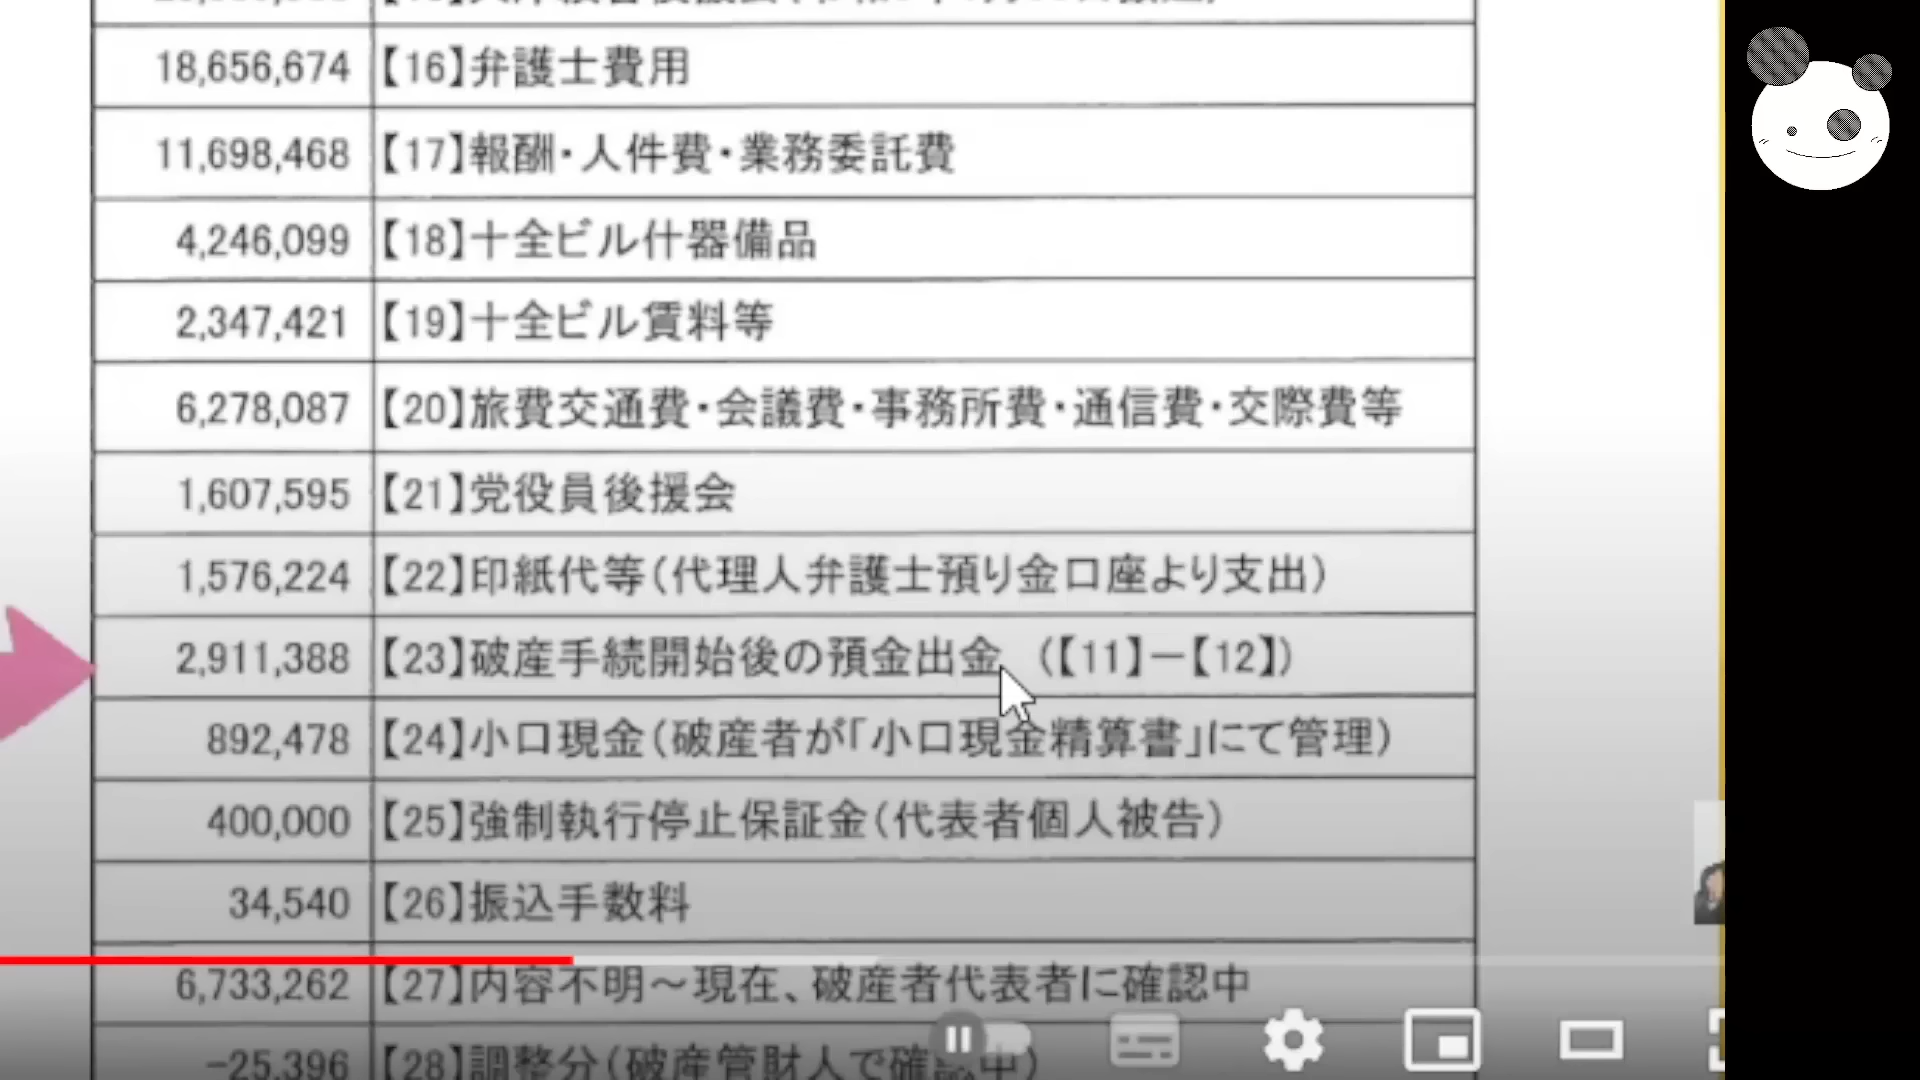 18,656,674 【16】弁護士費用
11,698,468 【17】報酬・人件費・業務委託費
4,246,099 【18】十全ビル什器備品
2,347,421 【19】十全ビル賃料等
6,278,087 【20】旅費交通費・会議費・事務所費・通信費・交際費等
1,607,595 【21】党役員後援会
1,576,224 【22】印紙代等（代理人弁護士預り金口座より支出）
2,911,388 【23】破産手続開始後の預金出金 （【11】－【12】）
892,478 【24】小口現金（破産者が「小口現金精算書」にて管理）
400,000 【25】強制執行停止保証金（代表者個人被告）
34,540 【26】振込手数料
6,733,262 【27】内容不明～現在、破産者代表者に確認中
-25,396 【28】調整分（破産管財人で確認中）